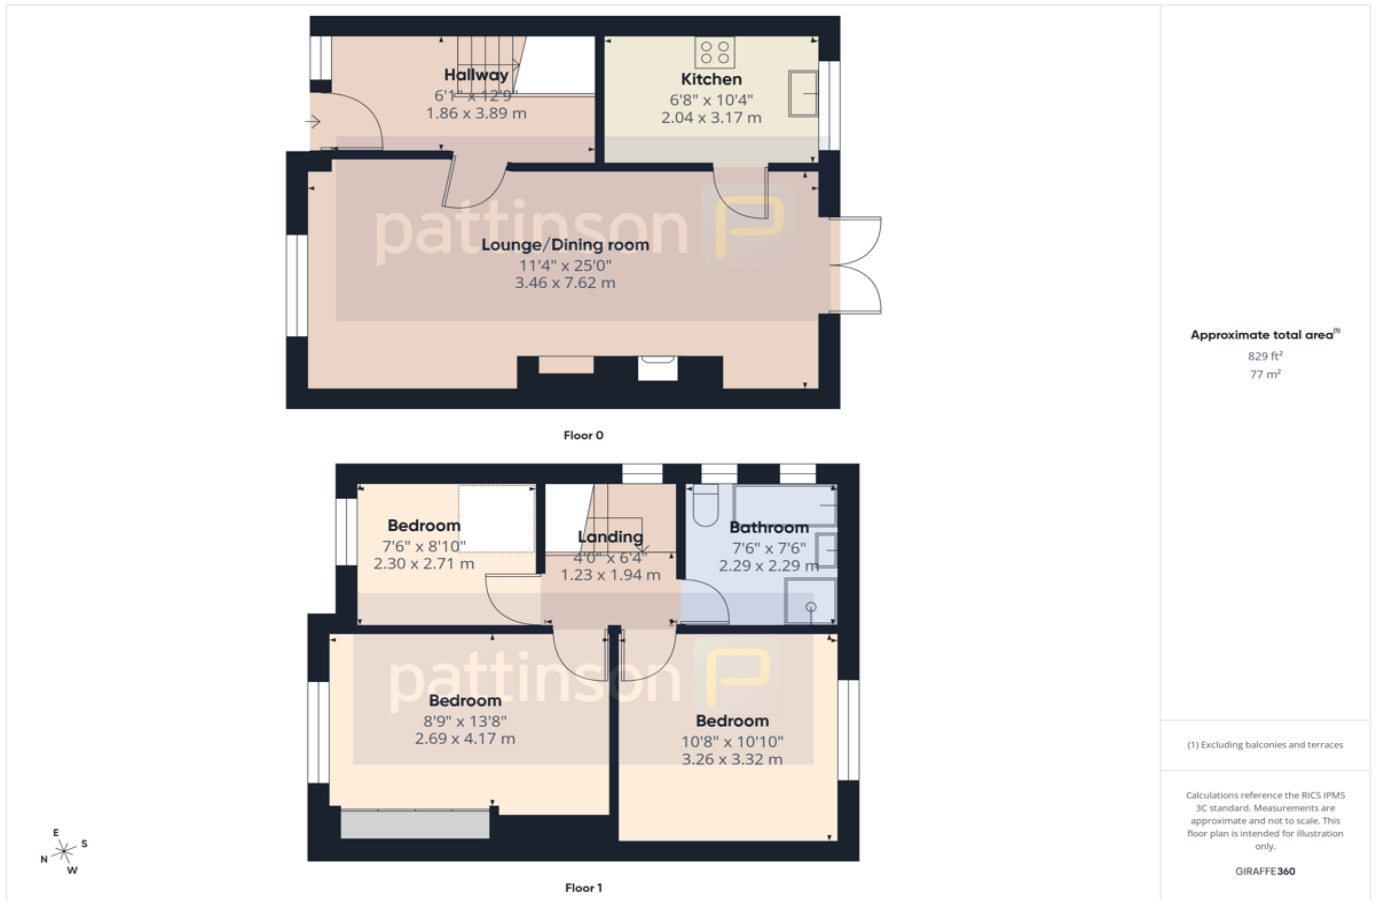 Hallway
6'1" x 12'9"
1.86 x 3.89 m
Kitchen
6'8" x 10'4"
2.04 x 3.17 m
pattinson P
Lounge/Dining room
11'4" x 25'0"
3.46 x 7.62 m
Floor 0
Approximate total area(1)
829 ft²
77 m²
Bedroom
7'6" x 8'10"
2.30 x 2.71 m
Landing
4'0" x 6'4"
1.23 x 1.94 m
Bathroom
7'6" x 7'6"
2.29 x 2.29 m
pattinson P
Bedroom
8'9" x 13'8"
2.69 x 4.17 m
Bedroom
10'8" x 10'10"
3.26 x 3.32 m
Floor 1
E
S
N
W
(1) Excluding balconies and terraces
Calculations reference the RICS IPMS
3C standard. Measurements are
approximate and not to scale. This
floor plan is intended for illustration
only.
GIRAFFE360